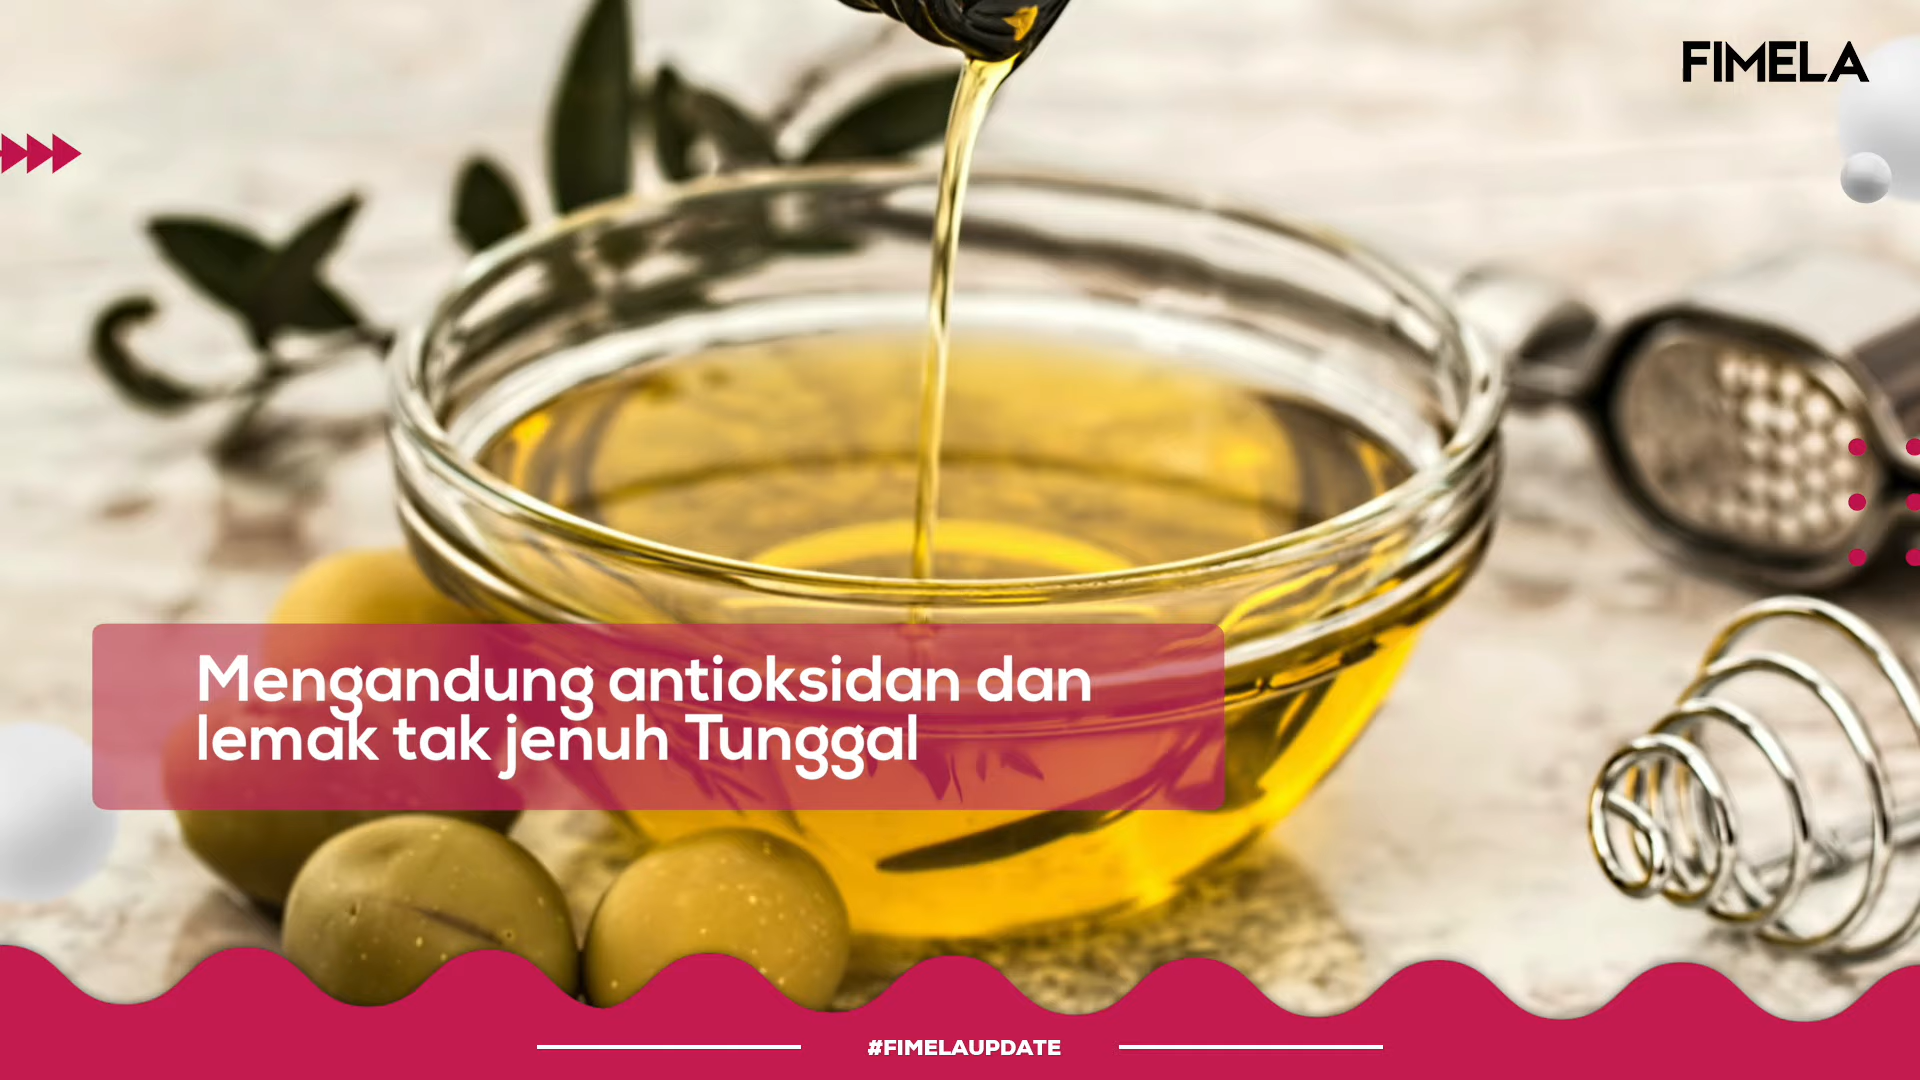 FIMELA
Mengandung antioksidan dan
lemak tak jenuh Tunggal
#FIMELAUPDATE